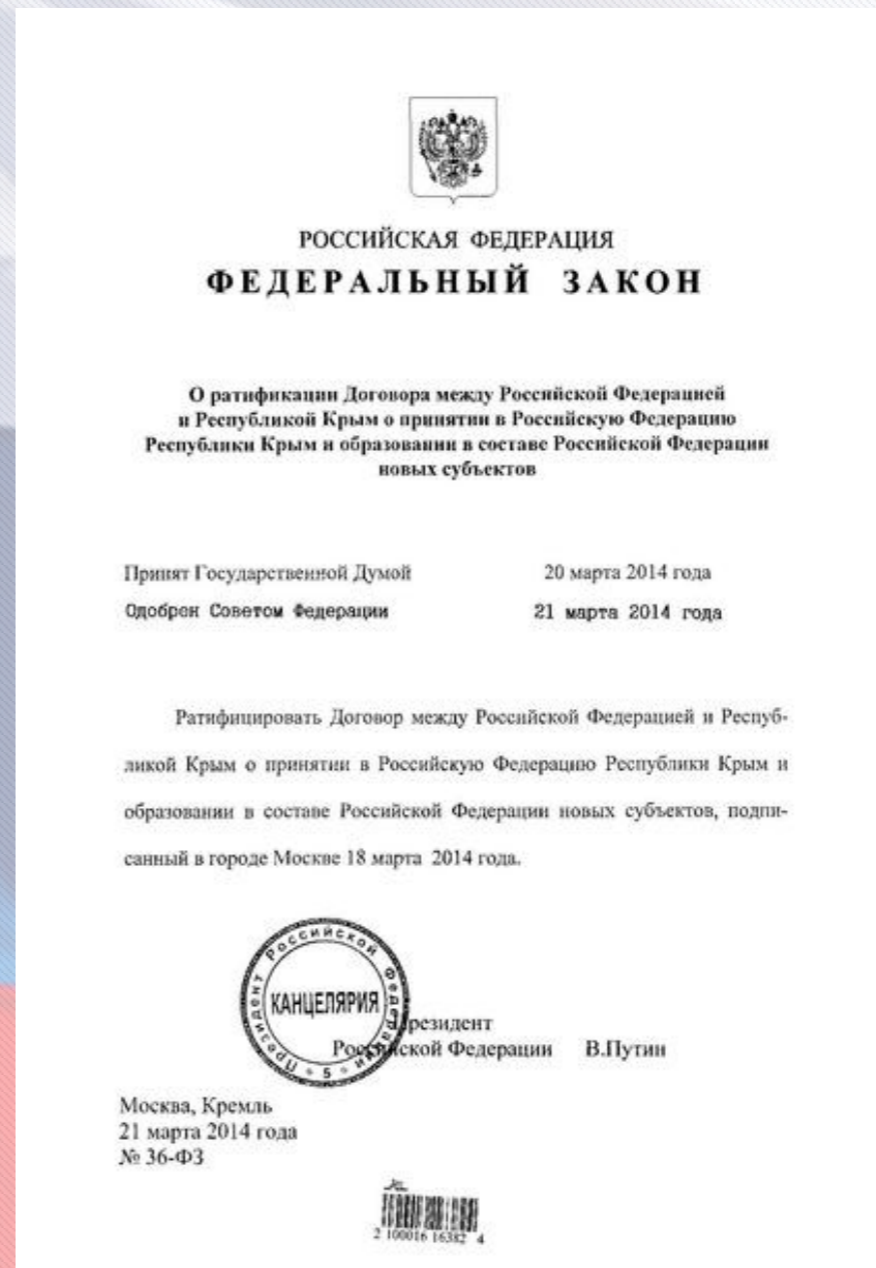 РОССИЙСКАЯ ФЕДЕРАЦИЯ
ФЕДЕРАЛЬНЫЙ ЗАКОН
О ратификации Договора между Российской Федерацией
и Республикой Крым о принятии в Российскую Федерацию
Республики Крым и образовании в составе Российской Федерации
новых субъектов
Принят Государственной Думой 20 марта 2014 года
Одобрен Советом Федерации 21 марта 2014 года
Ратифицировать Договор между Российской Федерацией и Респуб-
ликой Крым о принятии в Российскую Федерацию Республики Крым и
образовании в составе Российской Федерации новых субъектов, подпи-
санный в городе Москве 18 марта 2014 года.
Президент Российской Федерации
КАНЦЕЛЯРИЯ
5
Президент
Российской Федерации В.Путин
Москва, Кремль
21 марта 2014 года
№ 36-ФЗ
2 100016 16382 4